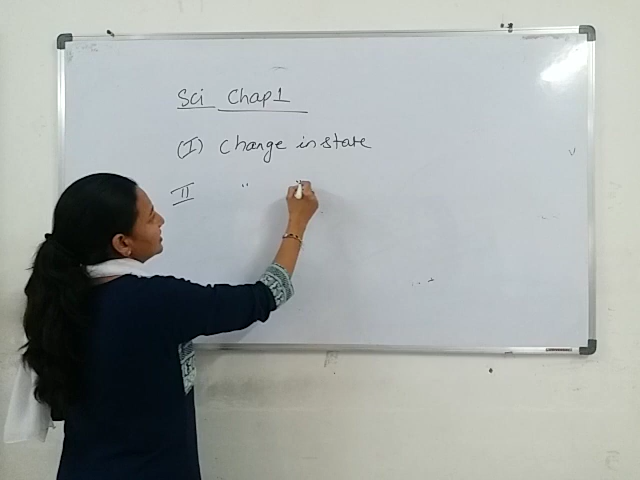 Sci Chap1
(I) Change in state
II " "